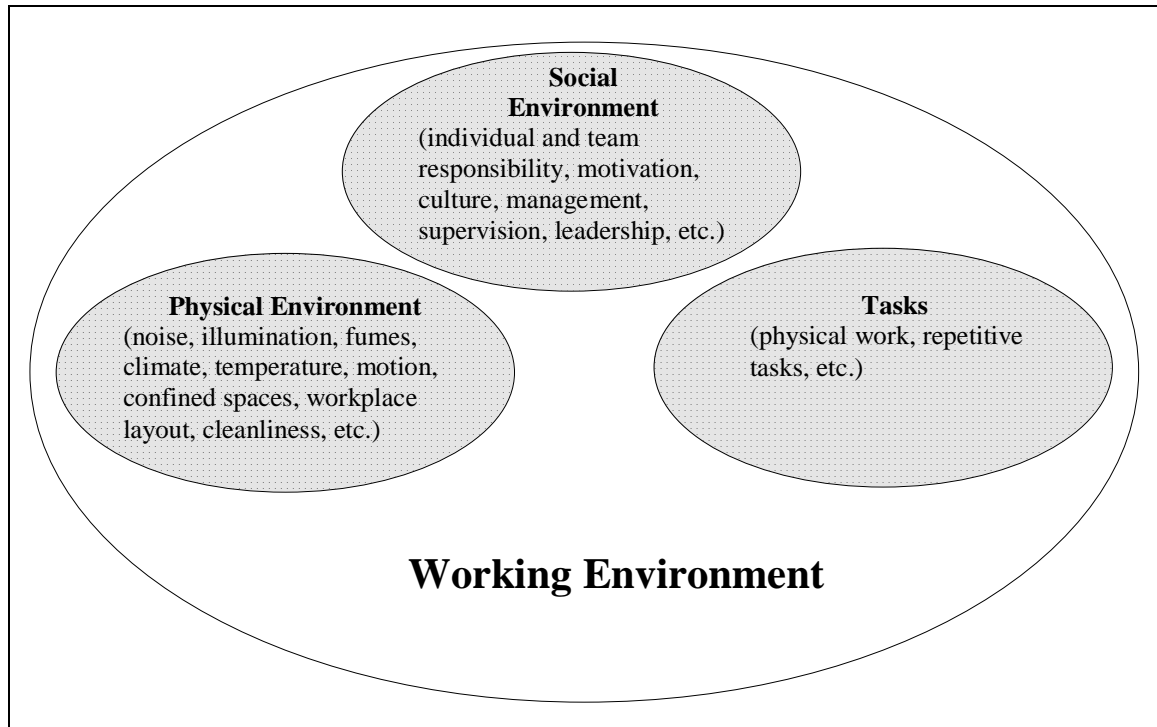 Social
Environment
(individual and team
responsibility, motivation,
culture, management,
supervision, leadership, etc.)
Physical Environment
(noise, illumination, fumes,
climate, temperature, motion,
confined spaces, workplace
layout, cleanliness, etc.)
Tasks
(physical work, repetitive
tasks, etc.)
Working Environment